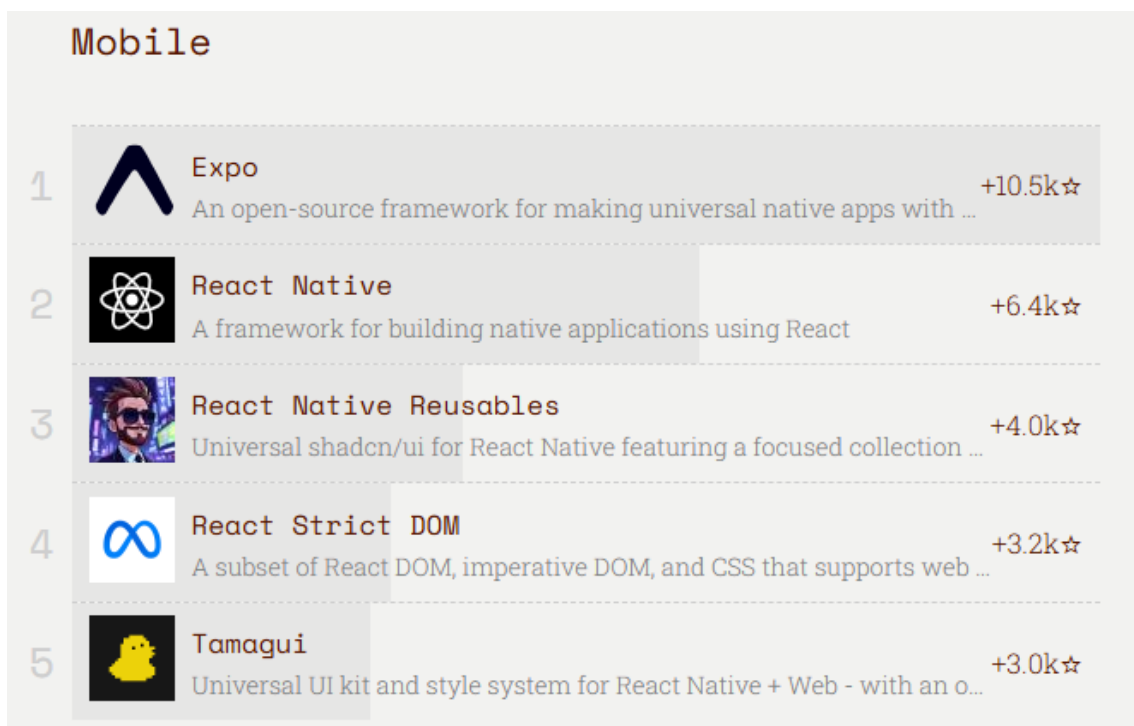 Mobile
1
Expo
An open-source framework for making universal native apps with ...
+10.5k☆
2
React Native
A framework for building native applications using React
+6.4k☆
3
React Native Reusables
Universal shadcn/ui for React Native featuring a focused collection ...
+4.0k☆
4
React Strict DOM
A subset of React DOM, imperative DOM, and CSS that supports web ...
+3.2k☆
5
Tamagui
Universal UI kit and style system for React Native + Web - with an o...
+3.0k☆